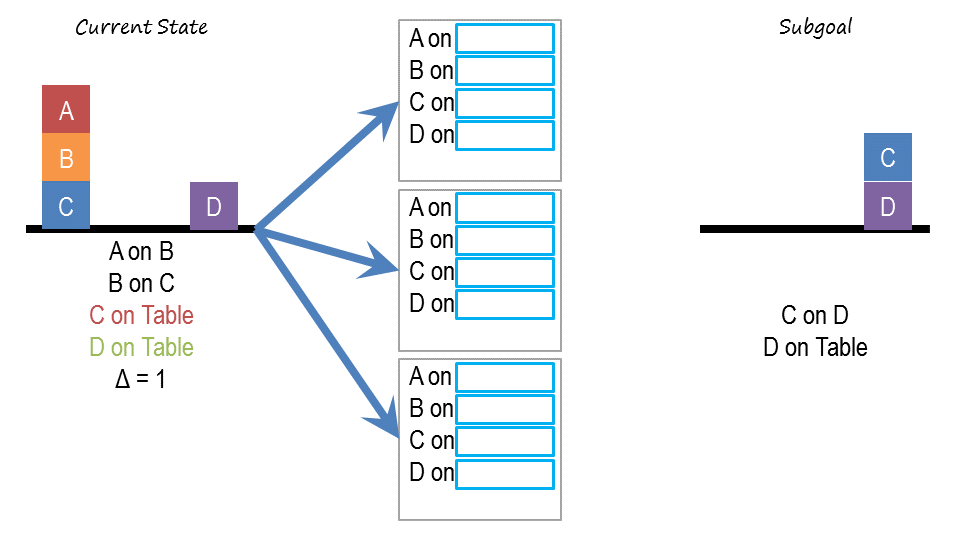 Current State
A
B
C
D
A on B
B on C
C on Table
D on Table
Δ = 1
A on
B on
C on
D on
A on
B on
C on
D on
A on
B on
C on
D on
Subgoal
C
D
C on D
D on Table